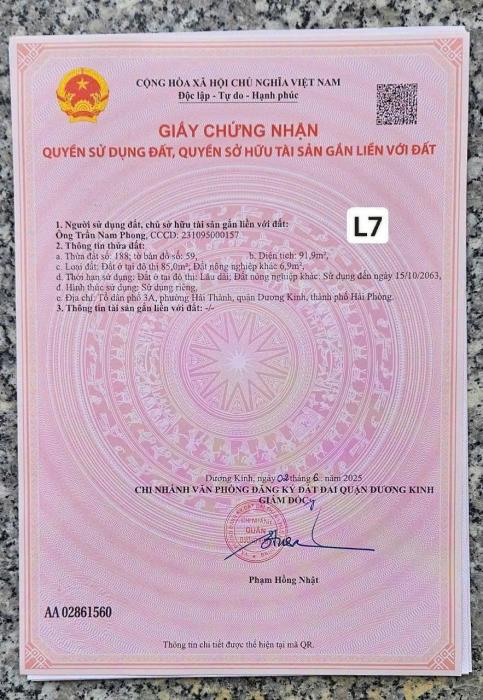 CỘNG HÒA XÃ HỘI CHỦ NGHĨA VIỆT NAM
Độc lập - Tự do - Hạnh phúc
GIẤY CHỨNG NHẬN
QUYỀN SỬ DỤNG ĐẤT, QUYỀN SỞ HỮU TÀI SẢN GẮN LIỀN VỚI ĐẤT
L7
1. Người sử dụng đất, chủ sở hữu tài sản gắn liền với đất:
Ông Trần Nam Phong, CCCD: 231095000157
2. Thông tin thửa đất:
a. Thửa đất số: 188; tờ bản đồ số: 59, b. Diện tích: 91,9m²,
c. Loại đất: Đất ở tại đô thị 85,0m²; Đất nông nghiệp khác 6,9m²,
d. Thời hạn sử dụng: Đất ở tại đô thị: Lâu dài; Đất nông nghiệp khác: Sử dụng đến ngày 15/10/2063,
đ. Hình thức sử dụng: Sử dụng riêng,
e. Địa chỉ: Tổ dân phố 3A, phường Hải Thành, quận Dương Kinh, thành phố Hải Phòng.
3. Thông tin tài sản gắn liền với đất: -/-
Dương Kinh, ngày 02 tháng 6 năm 2025
CHI NHÁNH VĂN PHÒNG ĐĂNG KÝ ĐẤT ĐAI QUẬN DƯƠNG KINH
GIÁM ĐỐC
CHI NHÁNH
QUẬN
Phạm Hồng Nhật
AA 02861560
Thông tin chi tiết được thể hiện tại mã QR.